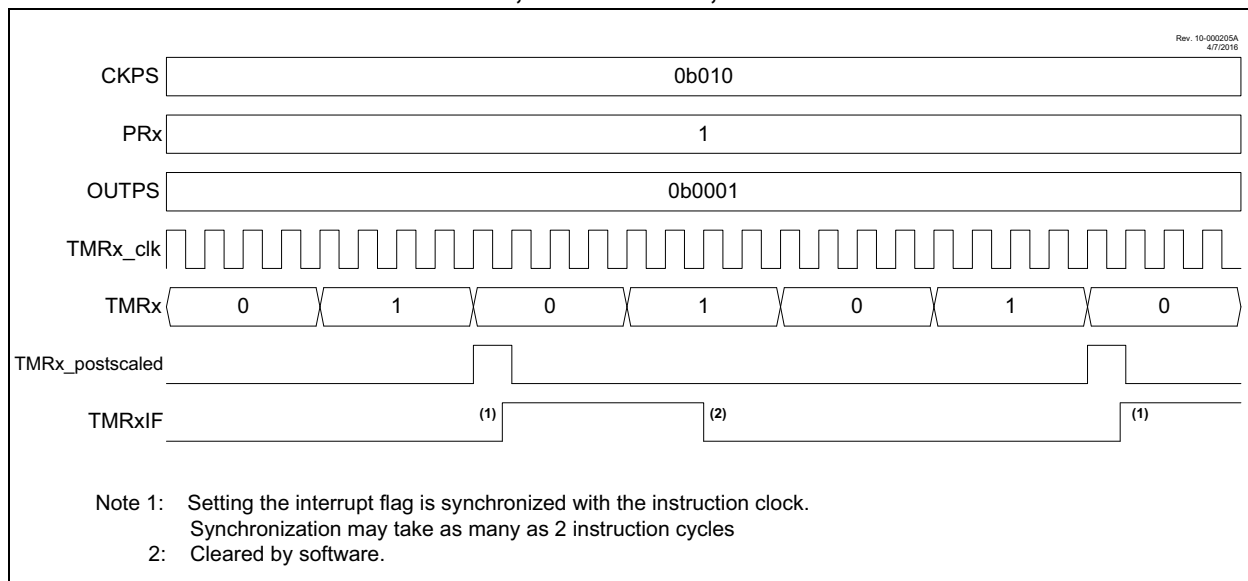 Rev. 10-000205A
4/7/2016
CKPS 0b010
PRx 1
OUTPS 0b0001
TMRx_clk
TMRx 0 1 0 1 0 1 0
TMRx_postscaled
TMRxIF (1) (2) (1)
Note 1: Setting the interrupt flag is synchronized with the instruction clock.
Synchronization may take as many as 2 instruction cycles
2: Cleared by software.